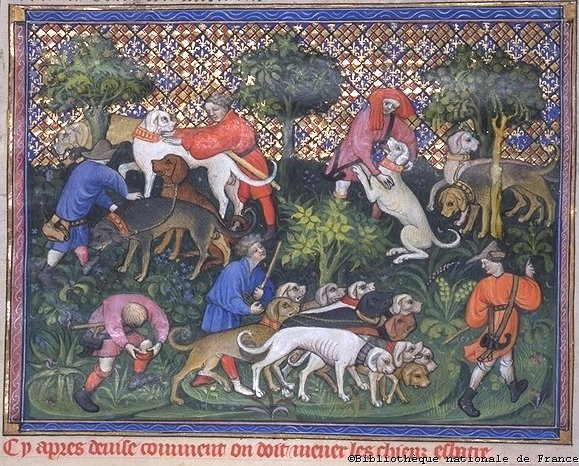 Cy apres deuise comment on doit mener les chiens
©Bibliothèque nationale de France